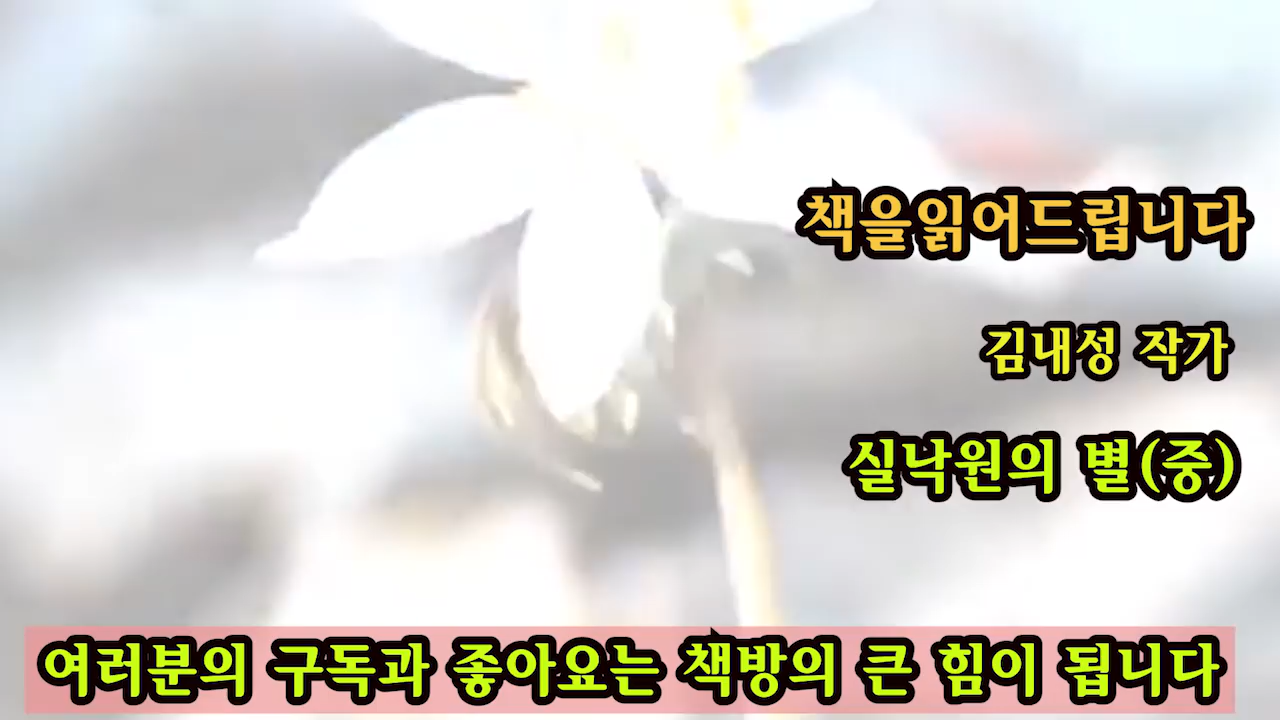 책을읽어드립니다
김내성 작가
실낙원의 별(중)
여러분의 구독과 좋아요는 책방의 큰 힘이 됩니다